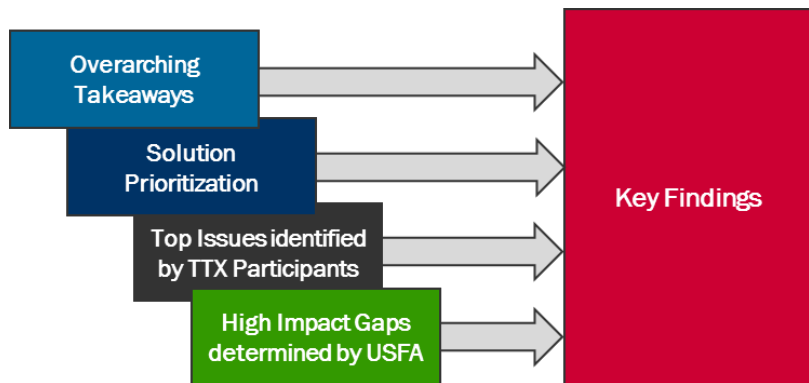 Overarching
Takeaways
Solution
Prioritization
Top Issues identified
by TTX Participants
High Impact Gaps
determined by USFA
Key Findings